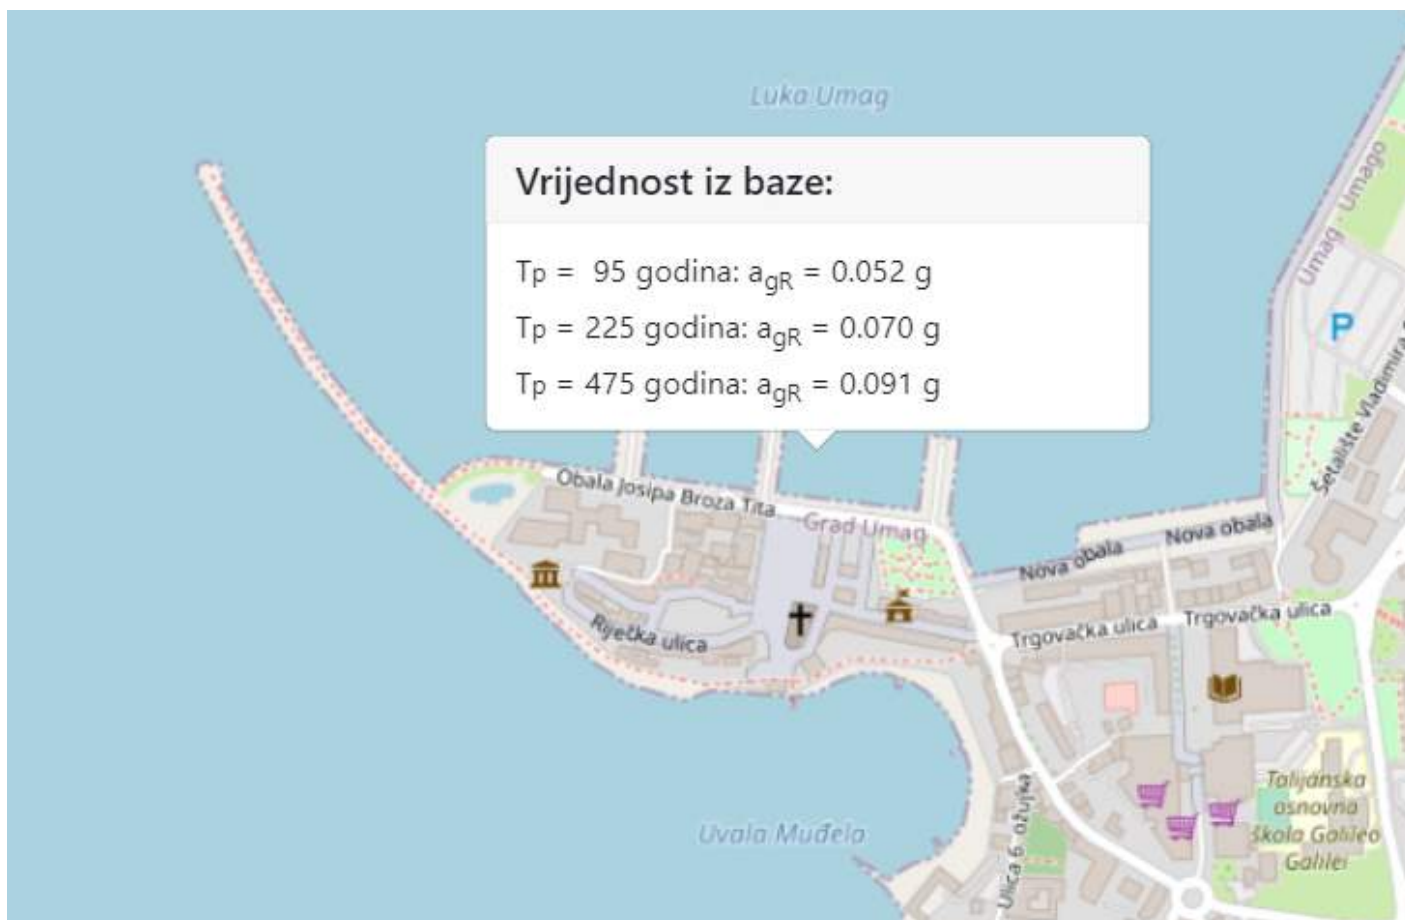 Luka Umag
Vrijednost iz baze:
Tp = 95 godina: agR = 0.052 g
Tp = 225 godina: agR = 0.070 g
Tp = 475 godina: agR = 0.091 g
Umag - Umago
P
Šetalište Vladimira
Obala Josipa Broza Tita
Grad Umag
Nova obala
Nova obala
Riječka ulica
Trgovačka ulica
Trgovačka ulica
Uvala Muđela
Ulica 6. ožujka
Talijanska
osnovna
škola Galileo
Galilei